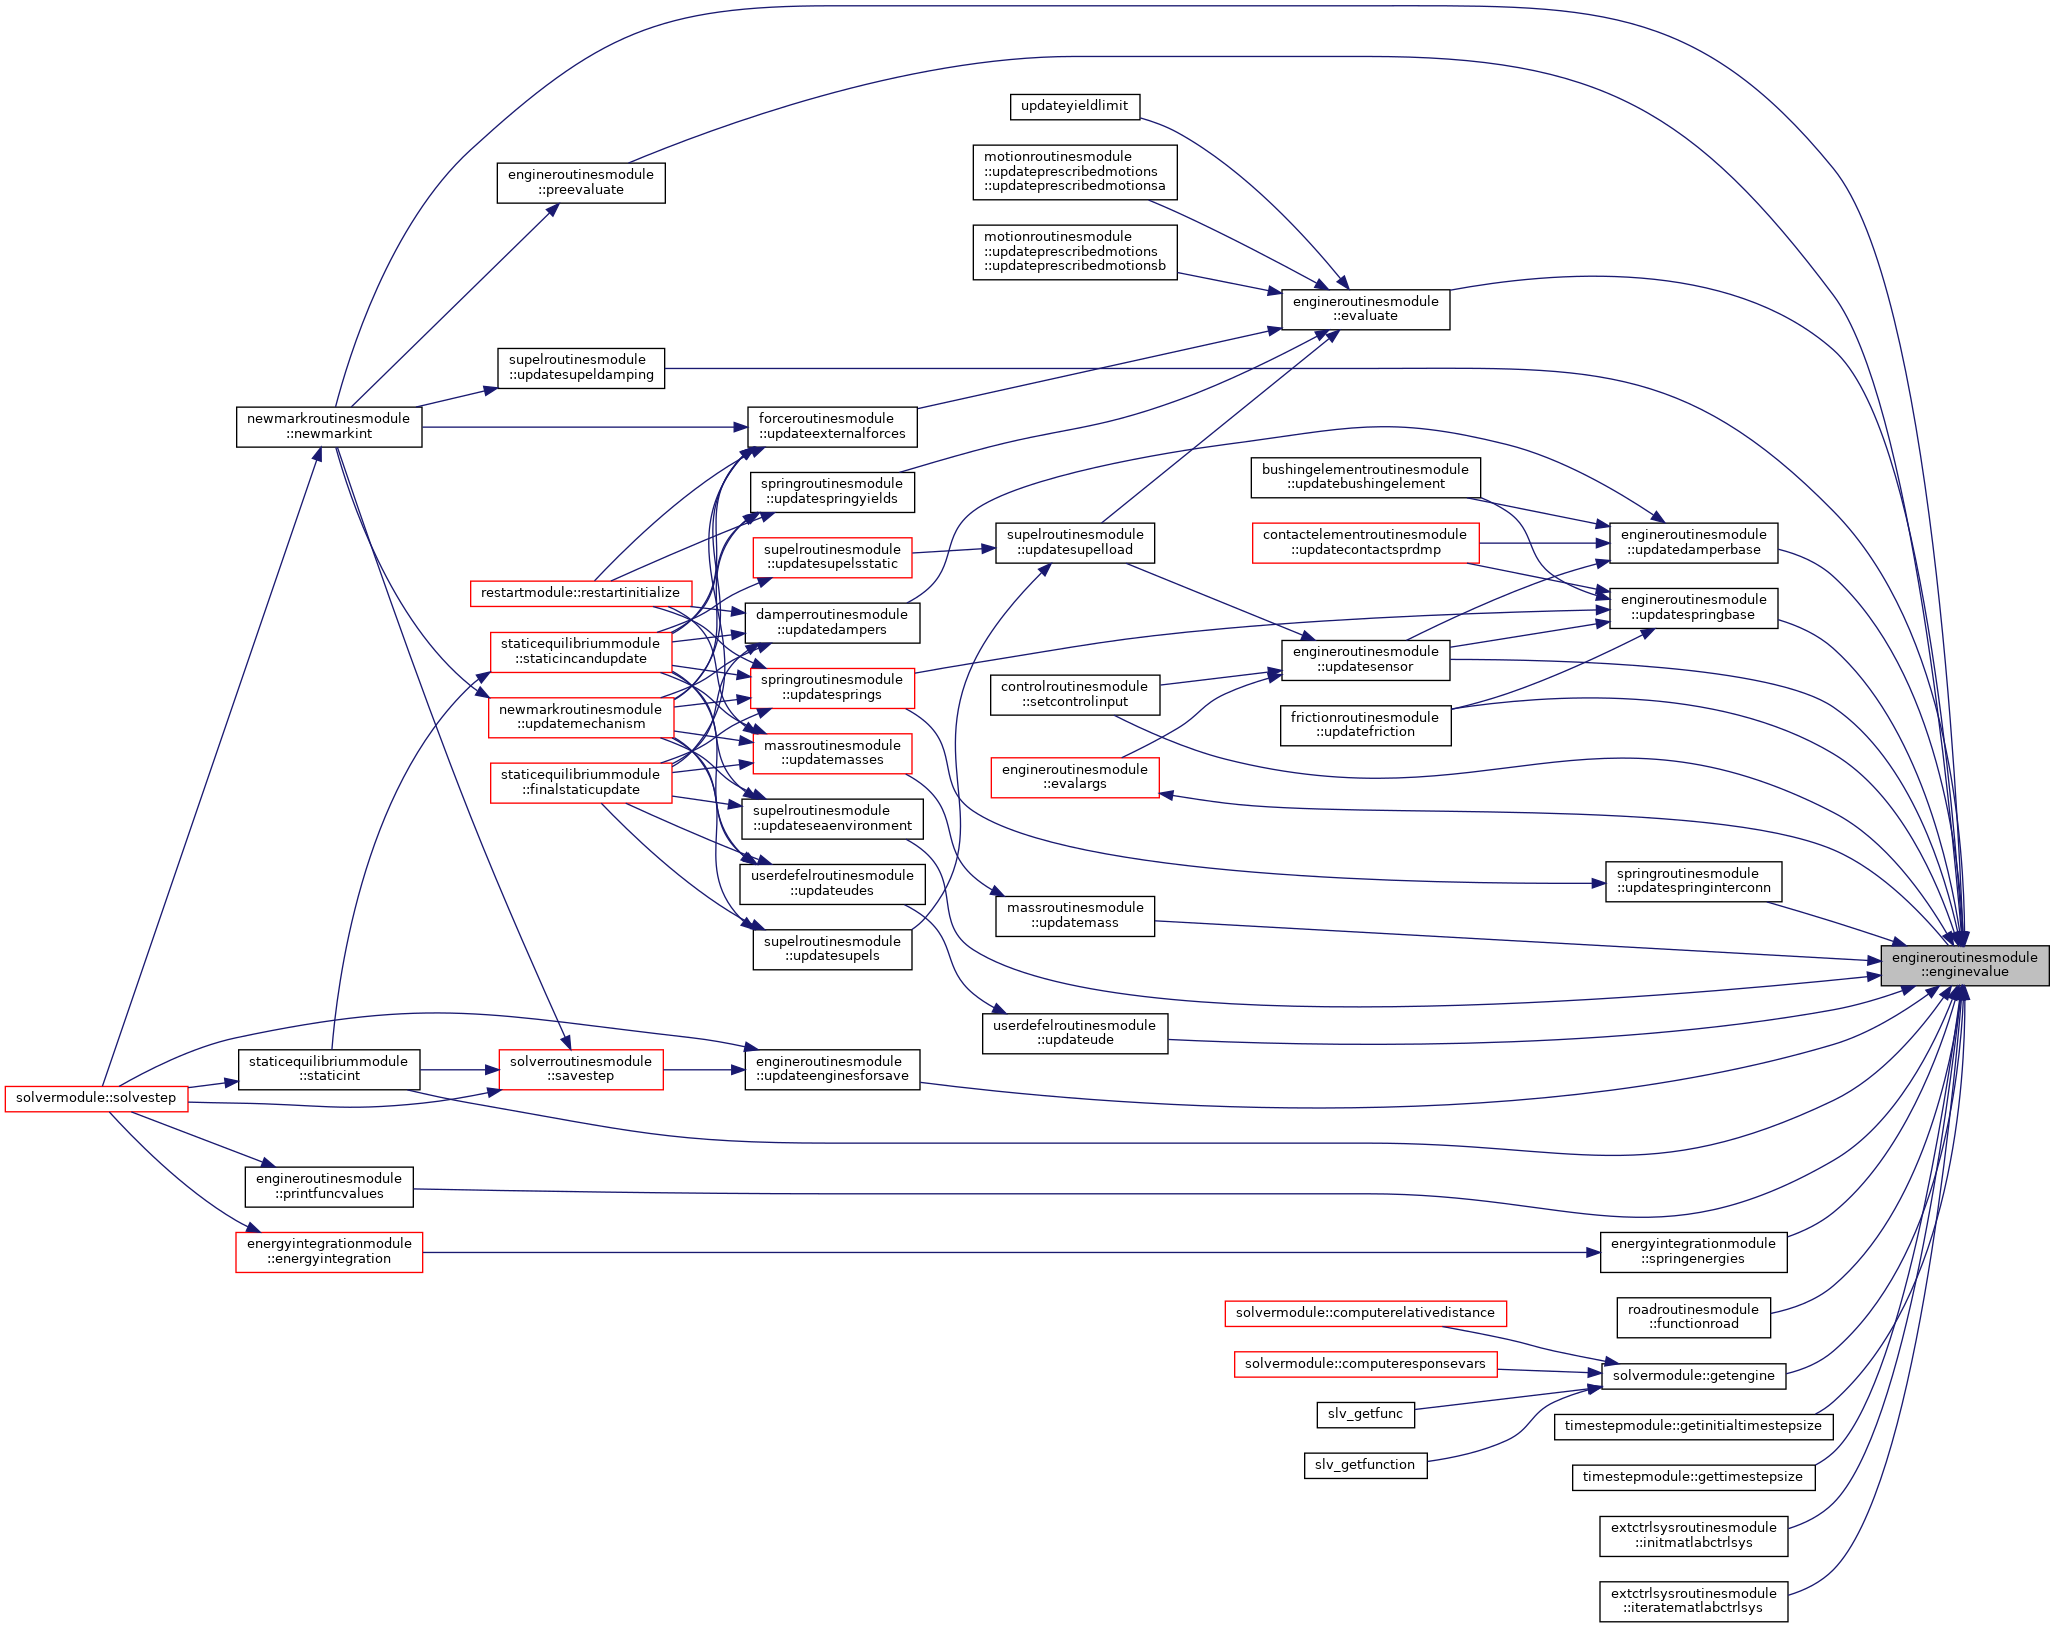 updateyieldlimit
motionroutinesmodule
::updateprescribedmotions
::updateprescribedmotionsa
engineroutinesmodule
::preevaluate
motionroutinesmodule
::updateprescribedmotions
::updateprescribedmotionsb
engineroutinesmodule
::evaluate
supelroutinesmodule
::updatesupeldamping
newmarkroutinesmodule
::newmarkint
forceroutinesmodule
::updateexternalforces
bushingelementroutinesmodule
::updatebushingelement
springroutinesmodule
::updatespringyields
supelroutinesmodule
::updatesupelload
contactelementroutinesmodule
::updatecontactsprdmp
engineroutinesmodule
::updatedamperbase
supelroutinesmodule
::updatesupelsstatic
restartmodule::restartinitialize
engineroutinesmodule
::updatespringbase
damperroutinesmodule
::updatedampers
staticequilibriummodule
::staticincandupdate
engineroutinesmodule
::updatesensor
springroutinesmodule
::updatesprings
controlroutinesmodule
::setcontrolinput
newmarkroutinesmodule
::updatemechanism
frictionroutinesmodule
::updatefriction
massroutinesmodule
::updatemasses
engineroutinesmodule
::evalargs
staticequilibriummodule
::finalstaticupdate
supelroutinesmodule
::updateseaenvironment
userdefelroutinesmodule
::updateudes
springroutinesmodule
::updatespringinterconn
massroutinesmodule
::updatemass
supelroutinesmodule
::updatesupels
engineroutinesmodule
::enginevalue
userdefelroutinesmodule
::updateude
staticequilibriummodule
::staticint
solverroutinesmodule
::savestep
engineroutinesmodule
::updateenginesforsave
solvermodule::solvestep
engineroutinesmodule
::printfuncvalues
energyintegrationmodule
::energyintegration
energyintegrationmodule
::springenergies
solvermodule::computerelativedistance
roadroutinesmodule
::functionroad
solvermodule::computeresponsevars
solvermodule::getengine
slv_getfunc
timestepmodule::getinitialtimestepsize
slv_getfunction
timestepmodule::gettimestepsize
extctrlsysroutinesmodule
::initmatlabctrlsys
extctrlsysroutinesmodule
::iteratematlabctrlsys